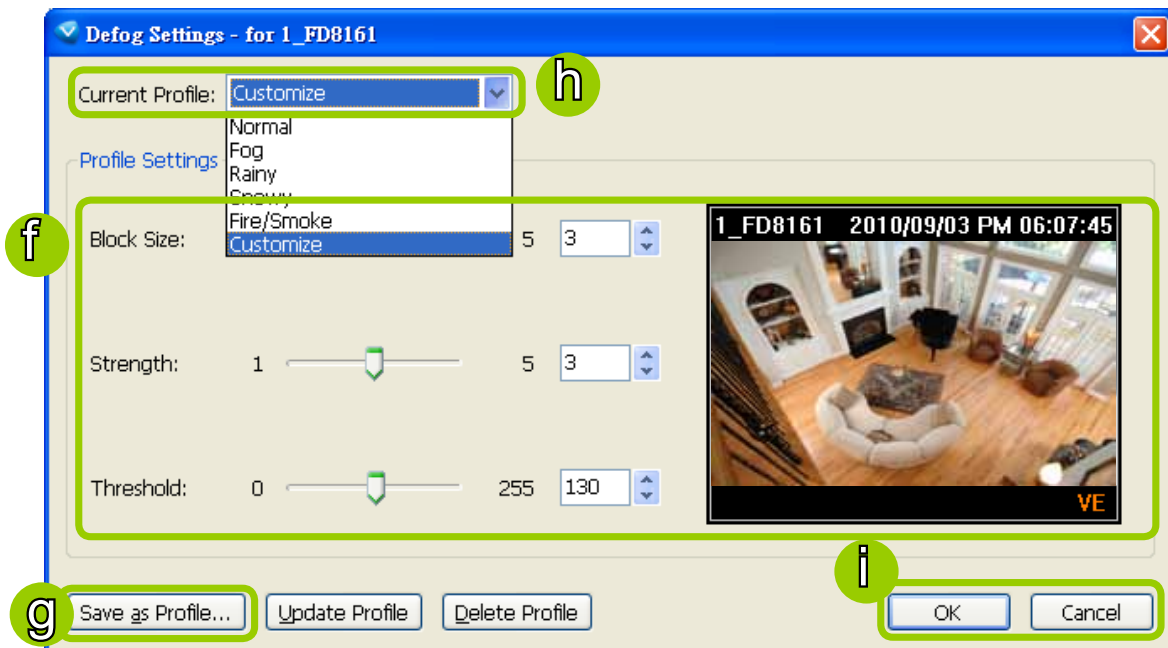 Defog Settings - for 1_FD8161
Current Profile: Customize
h
Normal
Fog
Profile Settings
Rainy
Snowy
Fire/Smoke
Customize
f
Block Size: 5 3
1_FD8161 2010/09/03 PM 06:07:45
Strength: 1 5 3
Threshold: 0 255 130
VE
i
g
Save as Profile... Update Profile Delete Profile OK Cancel